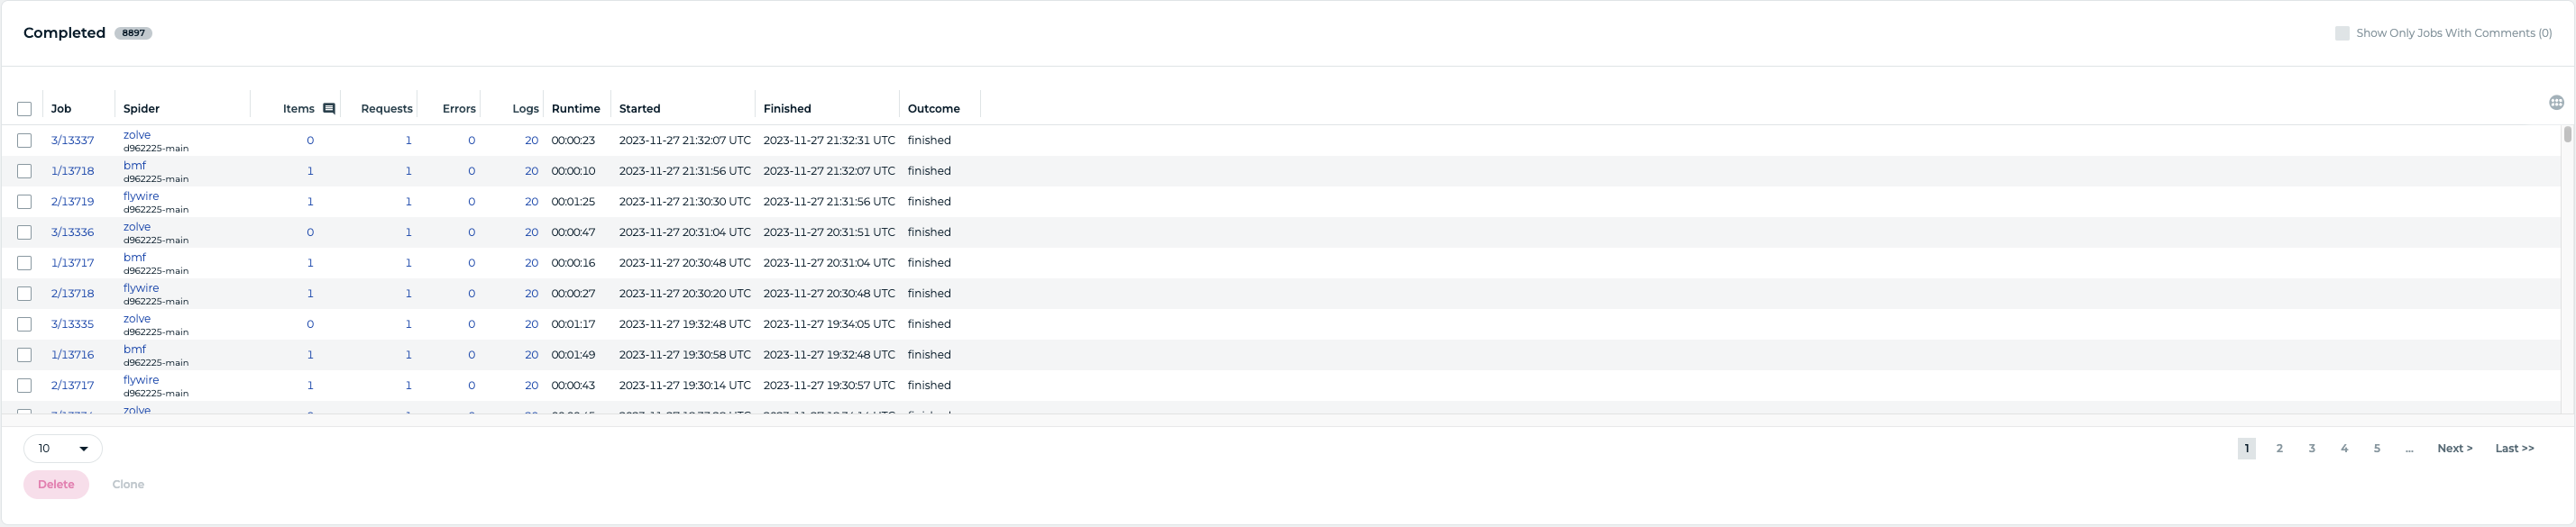 Completed 8897
Show Only Jobs With Comments (0)
Job Spider Items Requests Errors Logs Runtime Started Finished Outcome
3/13337 zolve 0 1 0 20 00:00:23 2023-11-27 21:32:07 UTC 2023-11-27 21:32:31 UTC finished
d962225-main
1/13718 bmf 1 1 0 20 00:00:10 2023-11-27 21:31:56 UTC 2023-11-27 21:32:07 UTC finished
d962225-main
2/13719 flywire 1 1 0 20 00:01:25 2023-11-27 21:30:30 UTC 2023-11-27 21:31:56 UTC finished
d962225-main
3/13336 zolve 0 1 0 20 00:00:47 2023-11-27 20:31:04 UTC 2023-11-27 20:31:51 UTC finished
d962225-main
1/13717 bmf 1 1 0 20 00:00:16 2023-11-27 20:30:48 UTC 2023-11-27 20:31:04 UTC finished
d962225-main
2/13718 flywire 1 1 0 20 00:00:27 2023-11-27 20:30:20 UTC 2023-11-27 20:30:48 UTC finished
d962225-main
3/13335 zolve 0 1 0 20 00:01:17 2023-11-27 19:32:48 UTC 2023-11-27 19:34:05 UTC finished
d962225-main
1/13716 bmf 1 1 0 20 00:01:49 2023-11-27 19:30:58 UTC 2023-11-27 19:32:48 UTC finished
d962225-main
2/13717 flywire 1 1 0 20 00:00:43 2023-11-27 19:30:14 UTC 2023-11-27 19:30:57 UTC finished
d962225-main
zolve
10
1 2 3 4 5 ... Next > Last >>
Delete Clone